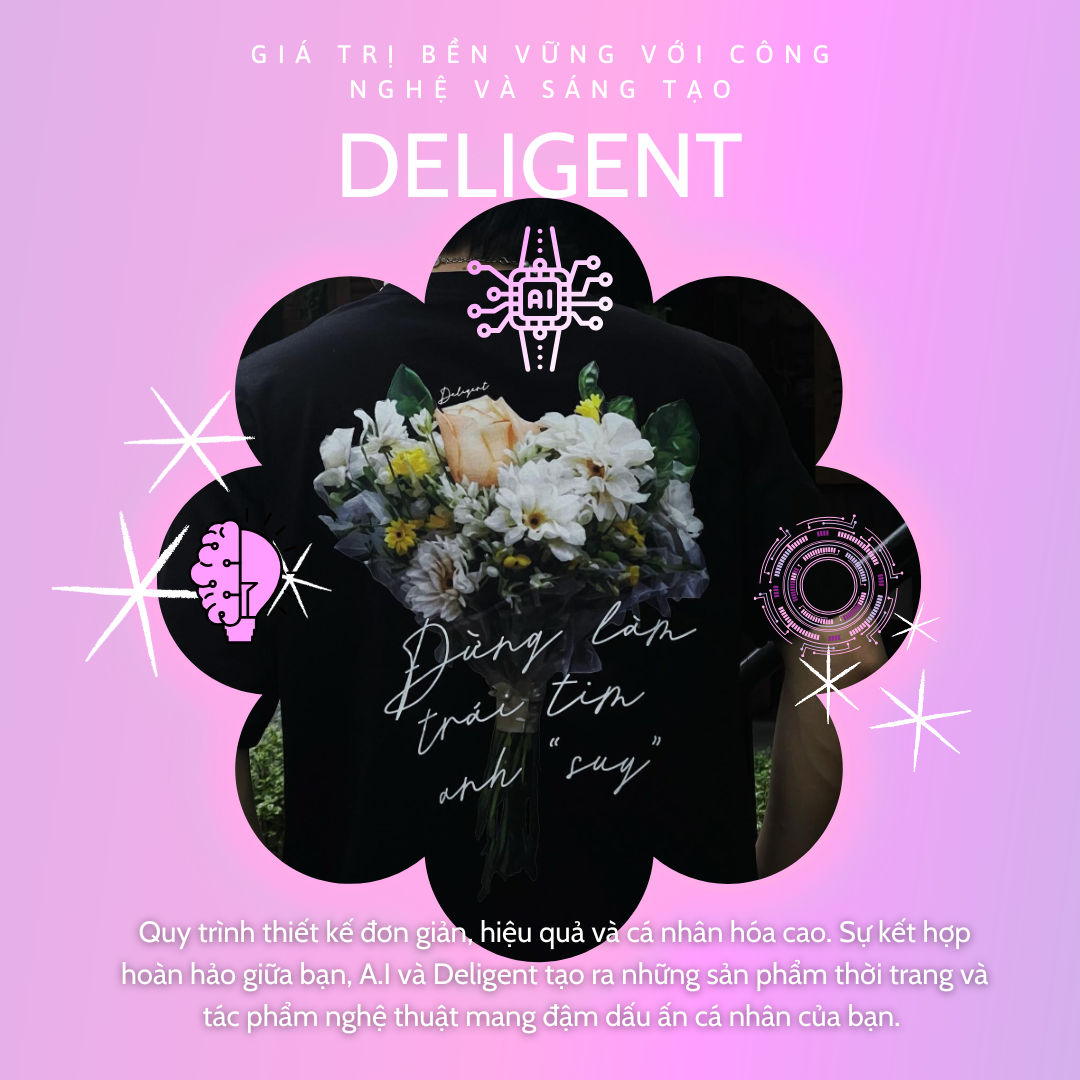 GIÁ TRỊ BỀN VỮNG VỚI CÔNG
NGHỆ VÀ SÁNG TẠO
DELIGENT
AI
Deligent
Đừng làm
trái tim
anh “suy”
Quy trình thiết kế đơn giản, hiệu quả và cá nhân hóa cao. Sự kết hợp
hoàn hảo giữa bạn, A.I và Deligent tạo ra những sản phẩm thời trang và
tác phẩm nghệ thuật mang đậm dấu ấn cá nhân của bạn.